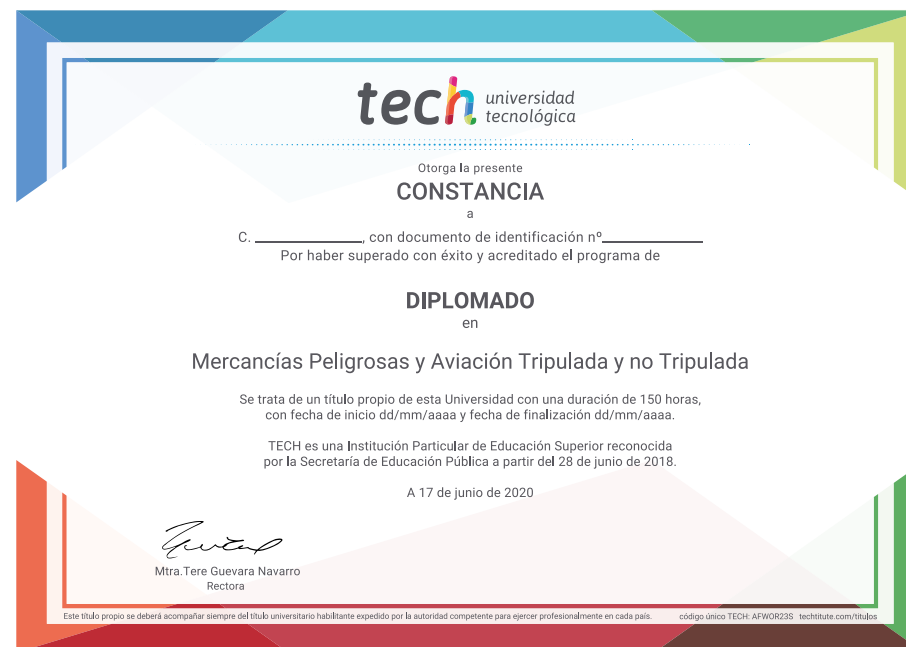 tech universidad
tecnológica
Otorga la presente
CONSTANCIA
a
C. ____________, con documento de identificación nº____________
Por haber superado con éxito y acreditado el programa de
DIPLOMADO
en
Mercancías Peligrosas y Aviación Tripulada y no Tripulada
Se trata de un título propio de esta Universidad con una duración de 150 horas,
con fecha de inicio dd/mm/aaaa y fecha de finalización dd/mm/aaaa.
TECH es una Institución Particular de Educación Superior reconocida
por la Secretaría de Educación Pública a partir del 28 de junio de 2018.
A 17 de junio de 2020
Mtra.Tere Guevara Navarro
Rectora
Este título propio se deberá acompañar siempre del título universitario habilitante expedido por la autoridad competente para ejercer profesionalmente en cada país. código único TECH: AFWOR23S techtitute.com/titulos